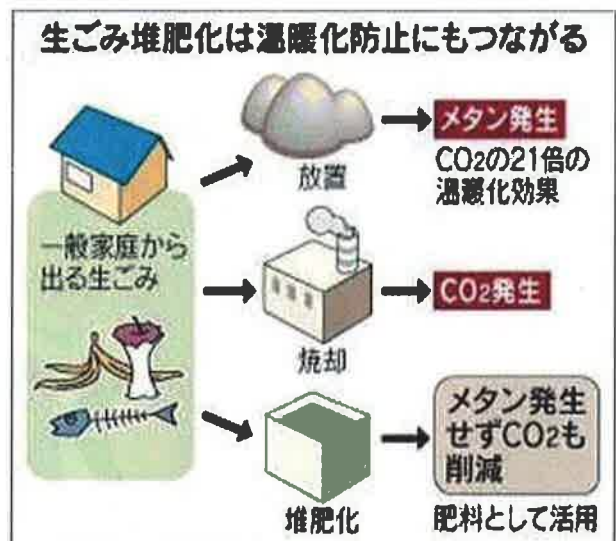 生ごみ堆肥化は温暖化防止にもつながる
一般家庭から
出る生ごみ
放置
メタン発生
CO2の21倍の
温暖化効果
焼却
CO2発生
堆肥化
メタン発生
せずCO2も
削減
肥料として活用